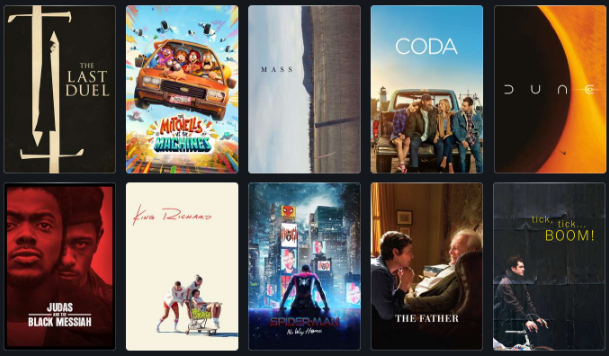 THE
LAST
DUEL
THE
MITCHELLS
VS THE
MACHINES
MASS
CODA
DUNE
JUDAS
AND THE
BLACK MESSIAH
KING RICHARD
SPIDER-MAN
No Way Home
THE FATHER
tick, tick...
BOOM!